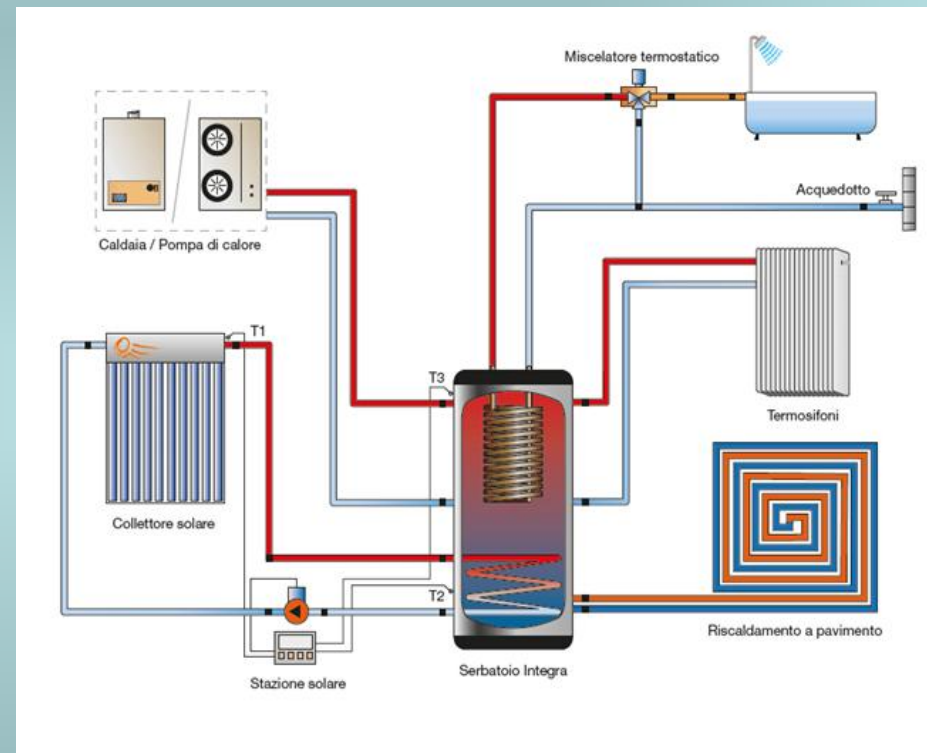 Miscelatore termostatico
Acquedotto
Caldaia / Pompa di calore
T1
T3
Termosifoni
Collettore solare
T2
Riscaldamento a pavimento
Serbatoio Integra
Stazione solare